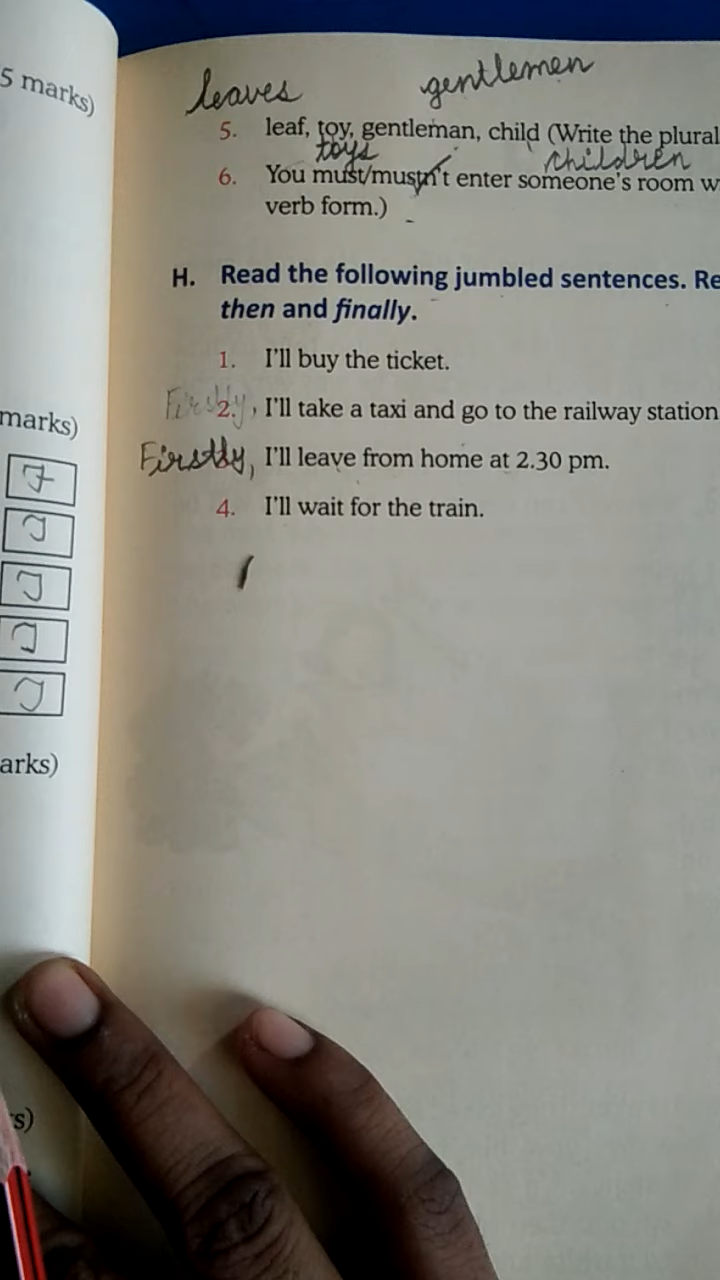 5 marks)
marks)
arks)
s)
leaves gentlemen
5. leaf, toy, gentleman, child (Write the plural
toys children
6. You must/mustn't enter someone's room w
verb form.)
H. Read the following jumbled sentences. Re
then and finally.
1. I'll buy the ticket.
Firstly, 2. I'll take a taxi and go to the railway station
Firstly, I'll leave from home at 2.30 pm.
4. I'll wait for the train.